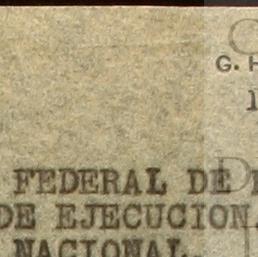 G. H
FEDERAL DE
DE EJECUCION.
NACIONAL.